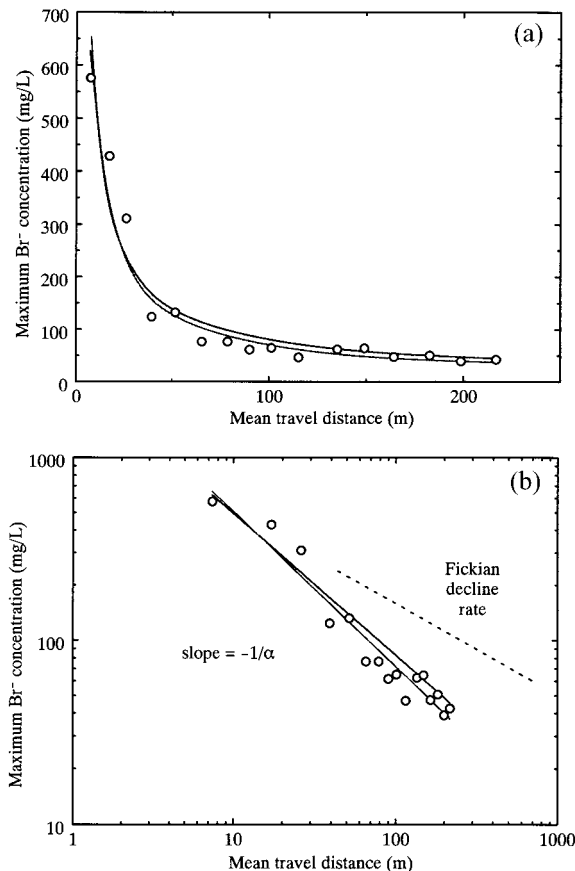 (a)
700
600
500
400
300
200
100
0
Maximum Br⁻ concentration (mg/L)
0
100
200
Mean travel distance (m)
(b)
1000
100
10
Maximum Br⁻ concentration (mg/L)
Fickian
decline
rate
slope = -1/α
1
10
100
1000
Mean travel distance (m)